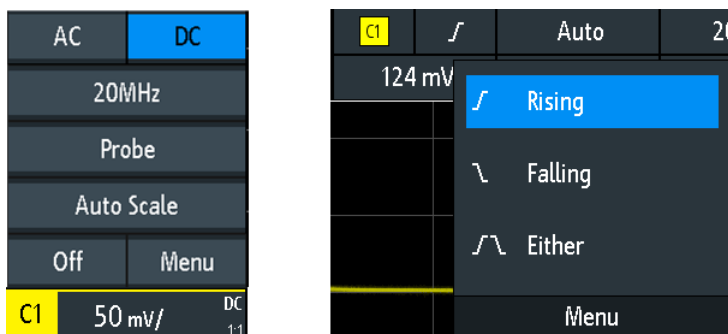 AC DC
20MHz
Probe
Auto Scale
Off Menu
C1 50 mV/ DC
1:1
C1 Auto 20
124 mV
Rising
Falling
Either
Menu